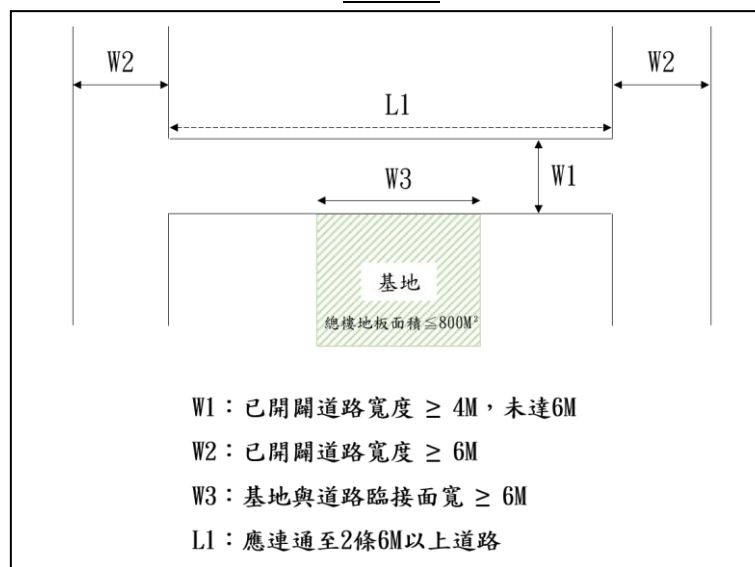 W2
W2
L1
W3
W1
基地
總樓地板面積≦800M²
W1：已開闢道路寬度 ≥ 4M，未達6M
W2：已開闢道路寬度 ≥ 6M
W3：基地與道路臨接面寬 ≥ 6M
L1：應連通至2條6M以上道路